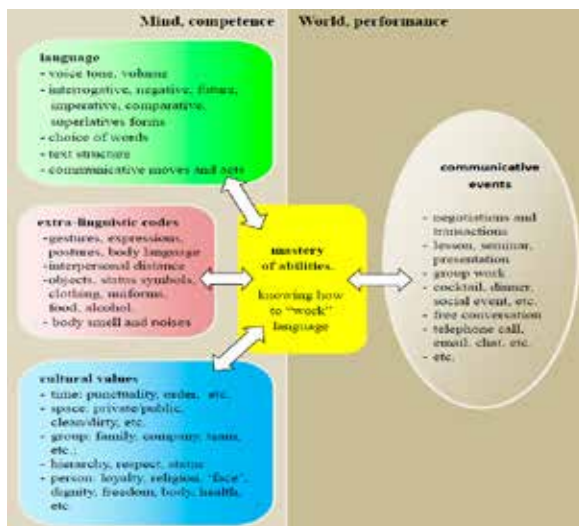 Mind, competence
World, performance
language
- voice tone, volume
- interrogative, negative, future,
imperative, comparative,
superlatives forms
- choice of words
- text structure
- communicative moves and acts
extra-linguistic codes
-gestures, expressions,
postures, body language
-interpersonal distance
-objects, status symbols,
clothing, uniforms,
food, alcohol.
- body smell and noises
cultural values
- time: punctuality, order, etc.
- space: private/public,
clean/dirty, etc.
- group: family, company, team,
etc.;
- hierarchy, respect, status
- person: loyalty, religion, "face",
dignity, freedom, body, health,
etc
mastery
of abilities.
knowing how
to "work"
language
communicative
events
- negotiations and
transactions
- lesson, seminar,
presentation
- group work
- cocktail, dinner,
social event, etc.
- free conversation
- telephone call,
email, chat, etc.
- etc.